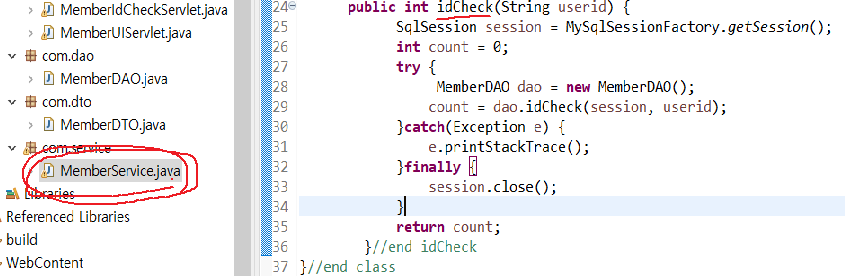 MemberIdCheckServlet.java
MemberUIServlet.java
com.dao
MemberDAO.java
com.dto
MemberDTO.java
com.service
MemberService.java
Libraries
Referenced Libraries
build
WebContent
24 public int idCheck(String userid) {
25 SqlSession session = MySqlSessionFactory.getSession();
26 int count = 0;
27 try {
28 MemberDAO dao = new MemberDAO();
29 count = dao.idCheck(session, userid);
30 }catch(Exception e) {
31 e.printStackTrace();
32 }finally {
33 session.close();
34 }
35 return count;
36 }//end idCheck
37 }//end class